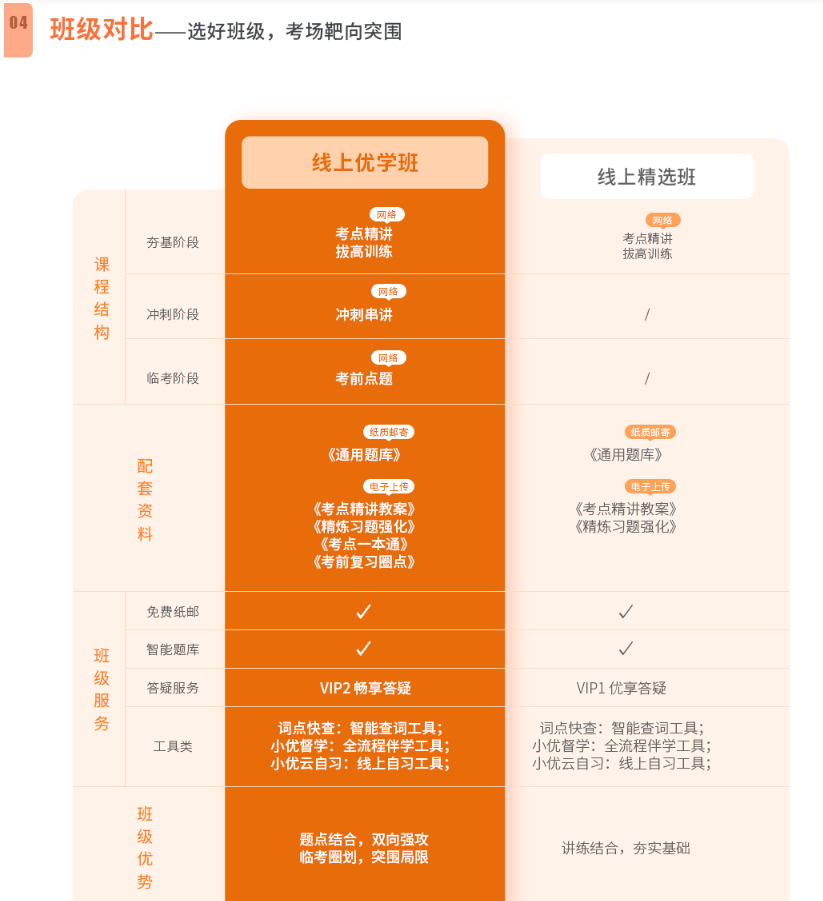 04
班级对比——选好班级，考场靶向突围
线上优学班
线上精选班
课程结构
夯基阶段
网络
考点精讲
拔高训练
网络
考点精讲
拔高训练
冲刺阶段
网络
冲刺串讲
/
临考阶段
网络
考前点题
/
配套资料
纸质邮寄
《通用题库》
电子上传
《考点精讲教案》
《精炼习题强化》
《考点一本通》
《考前复习圈点》
纸质邮寄
《通用题库》
电子上传
《考点精讲教案》
《精炼习题强化》
班级服务
免费纸邮
✓
✓
智能题库
✓
✓
答疑服务
VIP2 畅享答疑
VIP1 优享答疑
工具类
词点快查：智能查词工具；
小优督学：全流程伴学工具；
小优云自习：线上自习工具；
词点快查：智能查词工具；
小优督学：全流程伴学工具；
小优云自习：线上自习工具；
班级优势
题点结合，双向强攻
临考圈划，突围局限
讲练结合，夯实基础